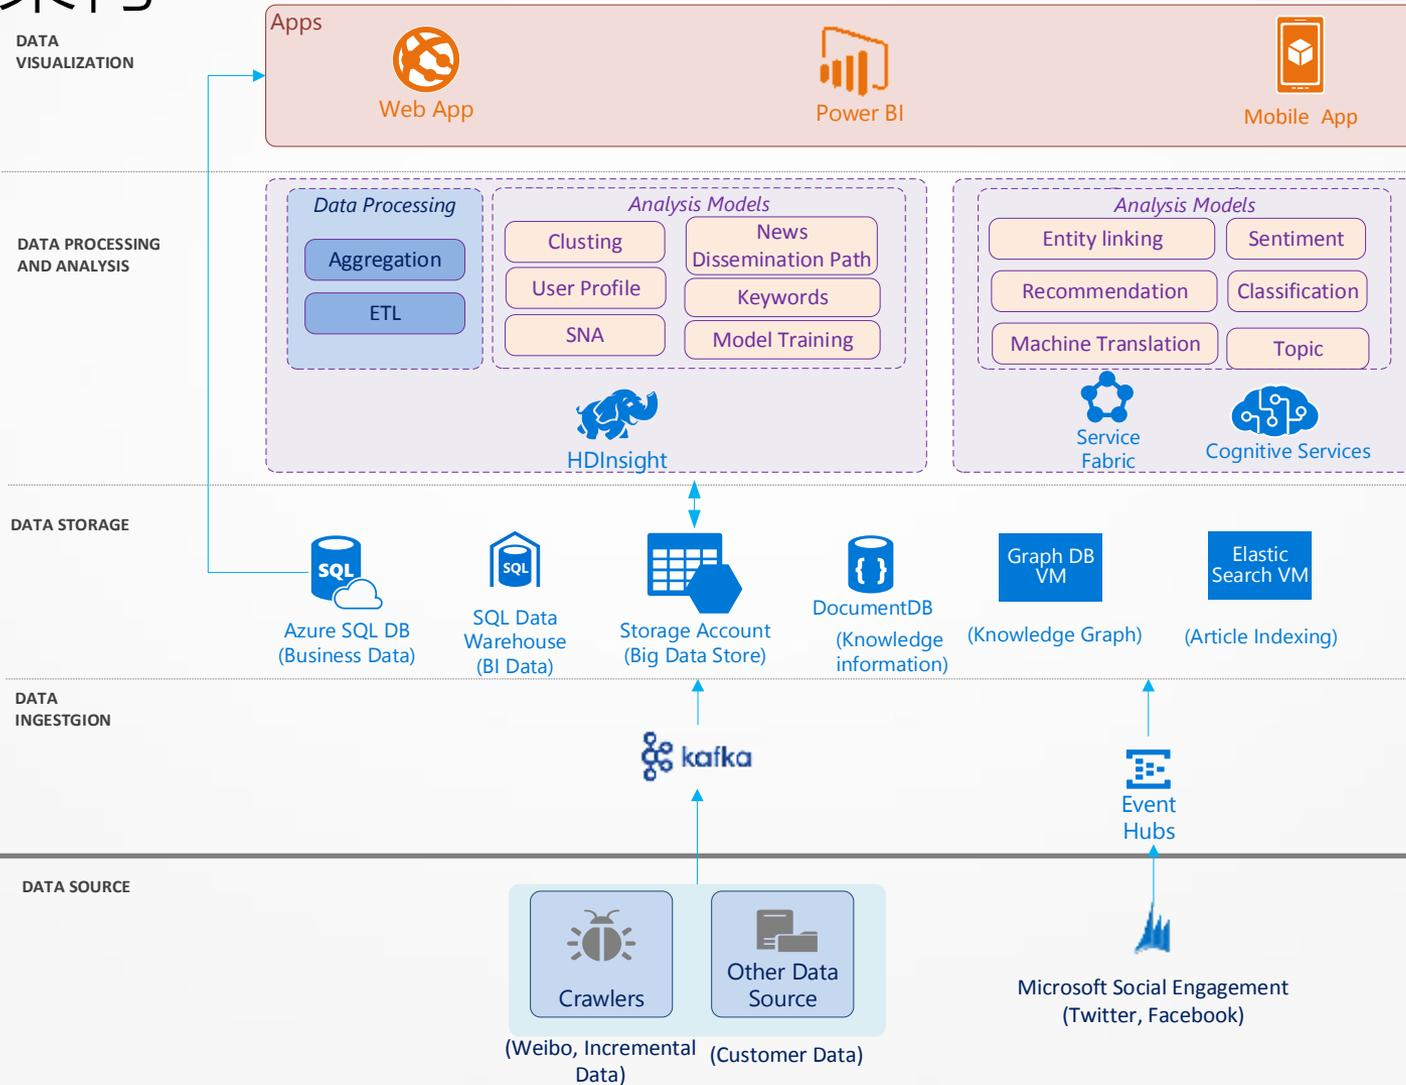 Apps
DATA
VISUALIZATION
Web App
Power BI
Mobile App
DATA PROCESSING
AND ANALYSIS
Data Processing
Aggregation
ETL
Analysis Models
Clusting
User Profile
SNA
News
Dissemination Path
Keywords
Model Training
HDInsight
Analysis Models
Entity linking
Sentiment
Recommendation
Classification
Machine Translation
Topic
Service
Fabric
Cognitive Services
DATA STORAGE
SQL
Azure SQL DB
(Business Data)
SQL
SQL Data
Warehouse
(BI Data)
Storage Account
(Big Data Store)
DocumentDB
(Knowledge
information)
Graph DB
VM
(Knowledge Graph)
Elastic
Search VM
(Article Indexing)
DATA
INGESTGION
kafka
Event
Hubs
DATA SOURCE
Crawlers
(Weibo, Incremental
Data)
Other Data
Source
(Customer Data)
Microsoft Social Engagement
(Twitter, Facebook)